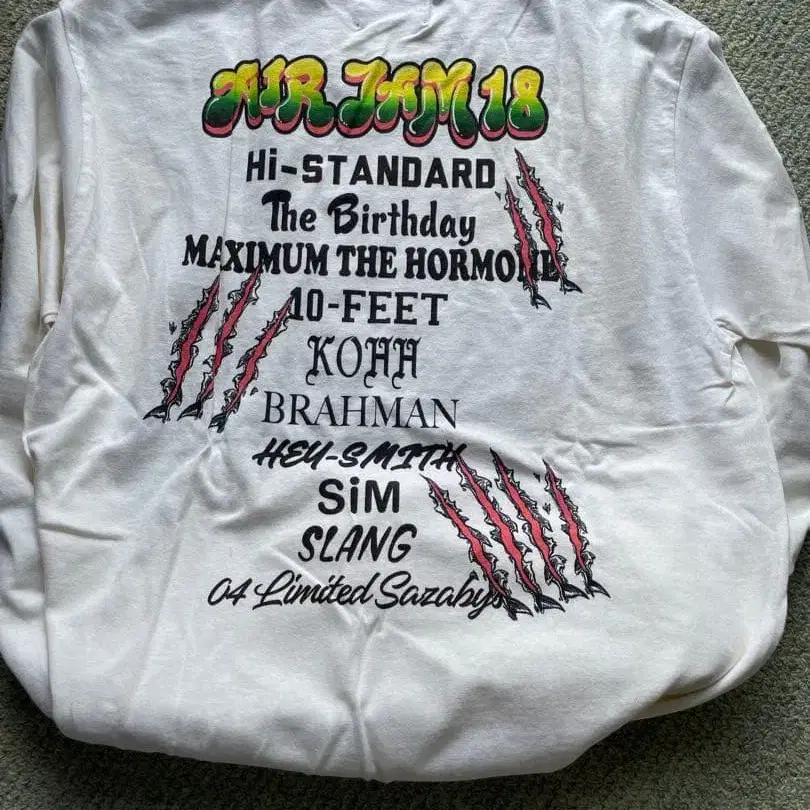 AIR JAM 18
Hi-STANDARD
The Birthday
MAXIMUM THE HORMONE
10-FEET
KOHH
BRAHMAN
HEY-SMITH
SiM
SLANG
04 Limited Sazabys